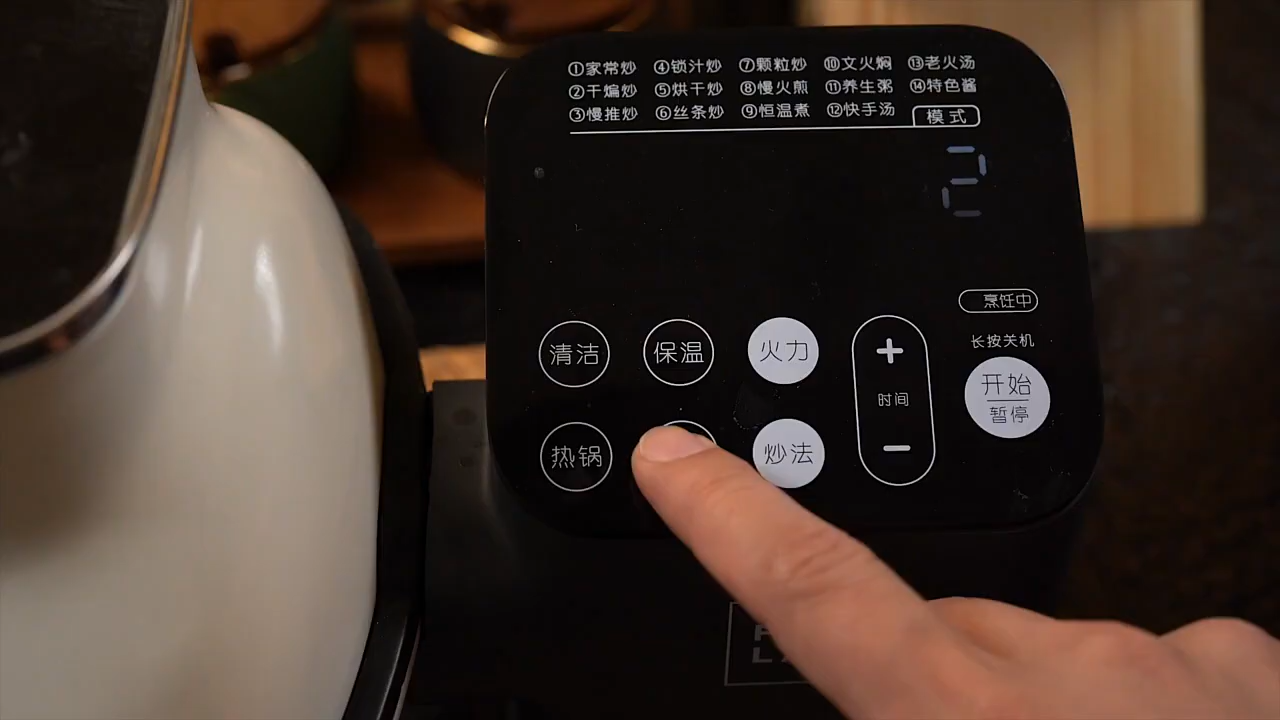 ①家常炒 ④锁汁炒 ⑦颗粒炒 ⑩文火焖 ⑬老火汤
②干煸炒 ⑤烘干炒 ⑧慢火煎 ⑪养生粥 ⑭特色酱
③慢推炒 ⑥丝条炒 ⑨恒温煮 ⑫快手汤
模式
2
烹饪中
长按关机
清洁 保温 火力 + 开始
时间 暂停
热锅 炒法 −